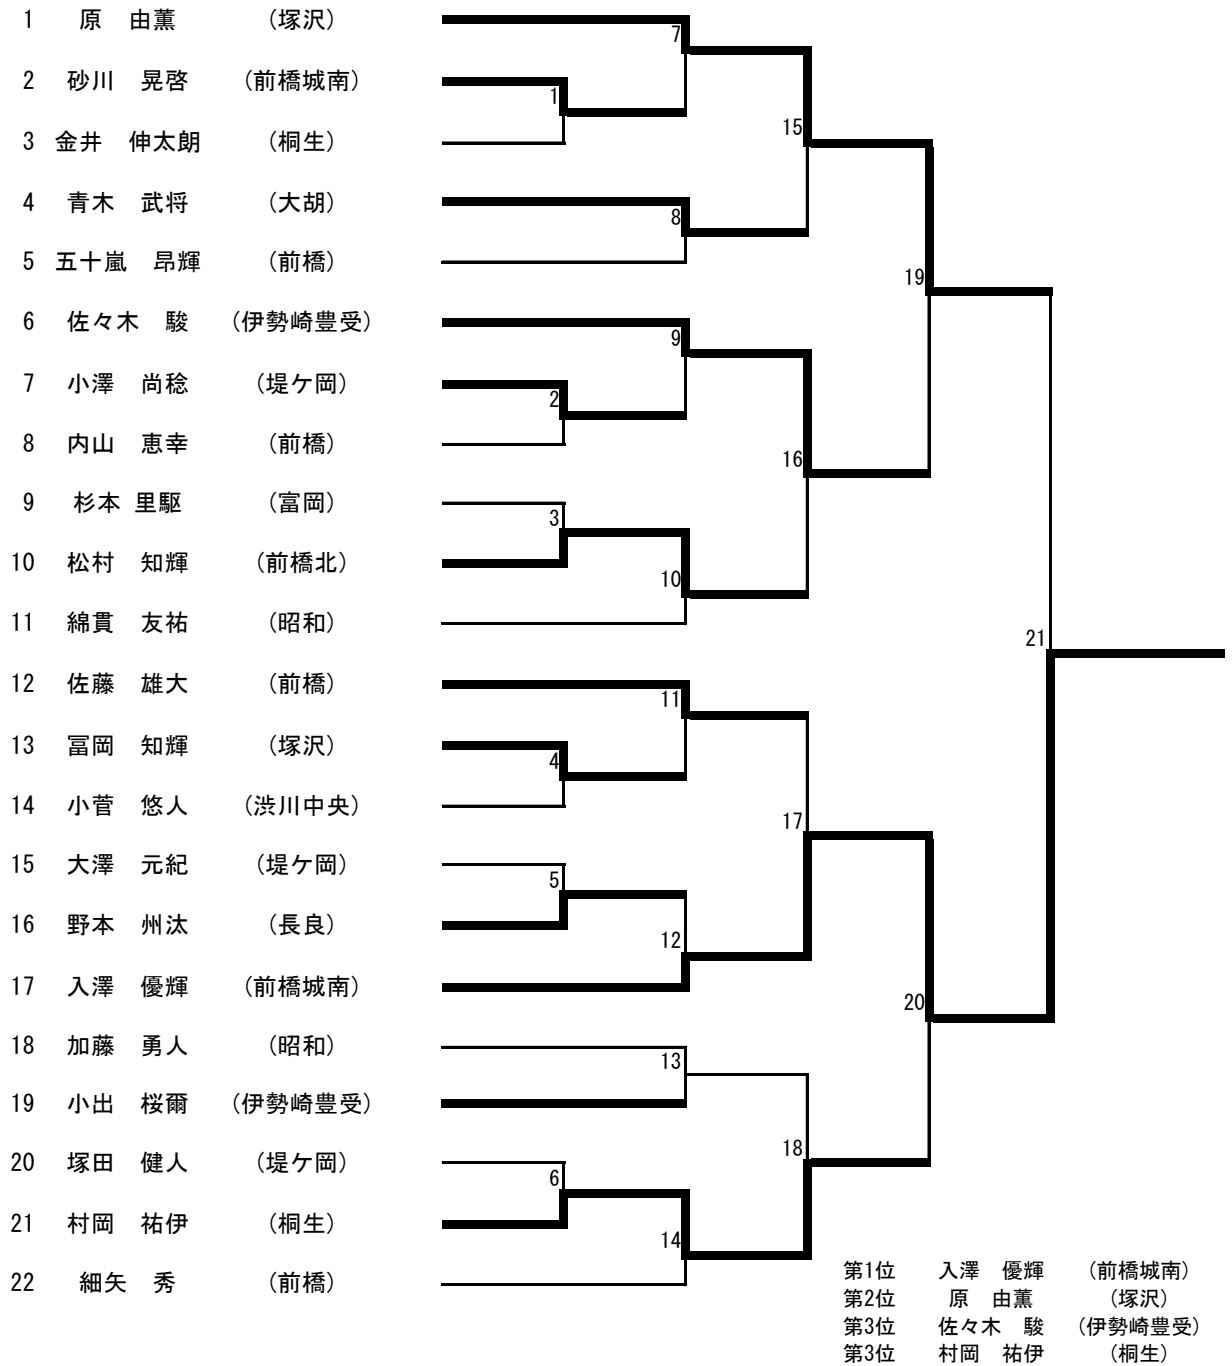 1 原　由薫 （塚沢）
7
2 砂川　晃啓 （前橋城南）
1
3 金井　伸太朗 （桐生）
15
4 青木　武将 （大胡）
8
5 五十嵐　昂輝 （前橋）
19
6 佐々木　駿 （伊勢崎豊受）
9
7 小澤　尚稔 （堤ケ岡）
2
8 内山　恵幸 （前橋）
16
9 杉本 里駆 （富岡）
3
10 松村　知輝 （前橋北）
10
11 綿貫　友祐 （昭和）
21
12 佐藤　雄大 （前橋）
11
13 冨岡　知輝 （塚沢）
4
14 小菅　悠人 （渋川中央）
17
15 大澤　元紀 （堤ケ岡）
5
16 野本　州汰 （長良）
12
17 入澤　優輝 （前橋城南）
20
18 加藤　勇人 （昭和）
13
19 小出　桜爾 （伊勢崎豊受）
18
20 塚田　健人 （堤ケ岡）
6
21 村岡　祐伊 （桐生）
14
22 細矢　秀 （前橋）
第1位 入澤　優輝 （前橋城南）
第2位 原　由薫 （塚沢）
第3位 佐々木　駿 （伊勢崎豊受）
第3位 村岡　祐伊 （桐生）